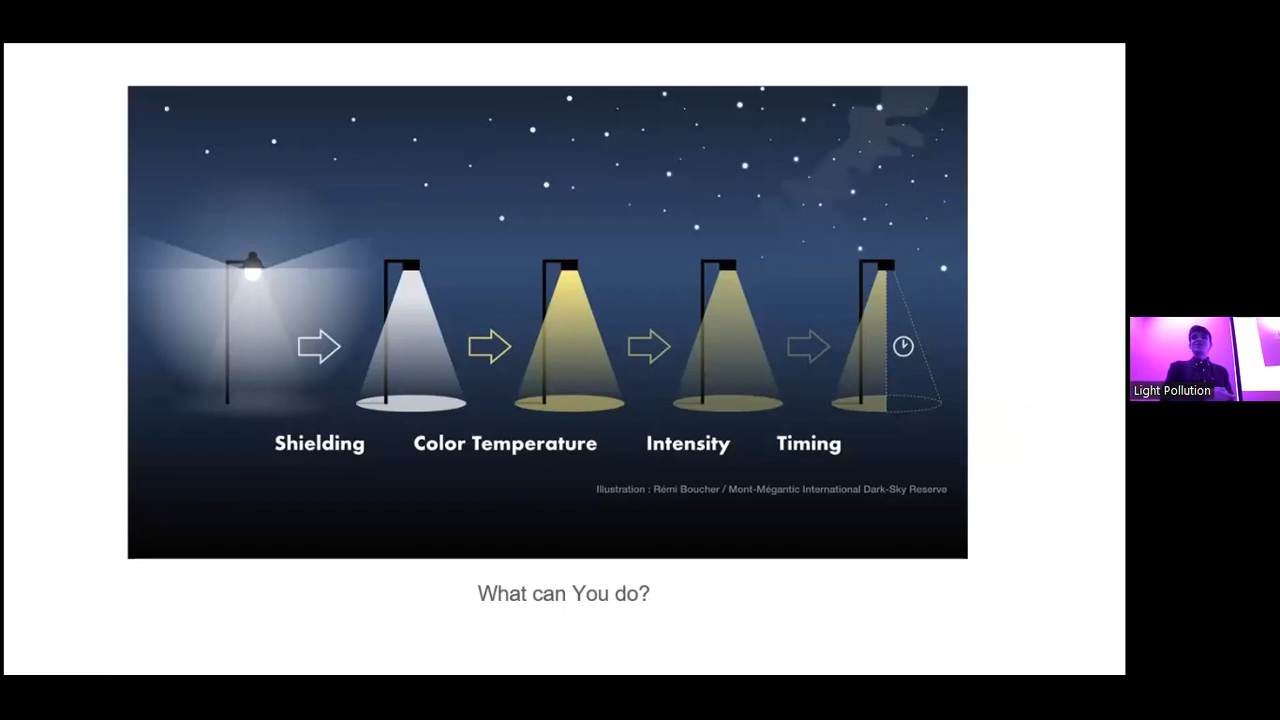 Shielding Color Temperature Intensity Timing
Illustration : Rémi Boucher / Mont-Mégantic International Dark-Sky Reserve
What can You do?
Light Pollution